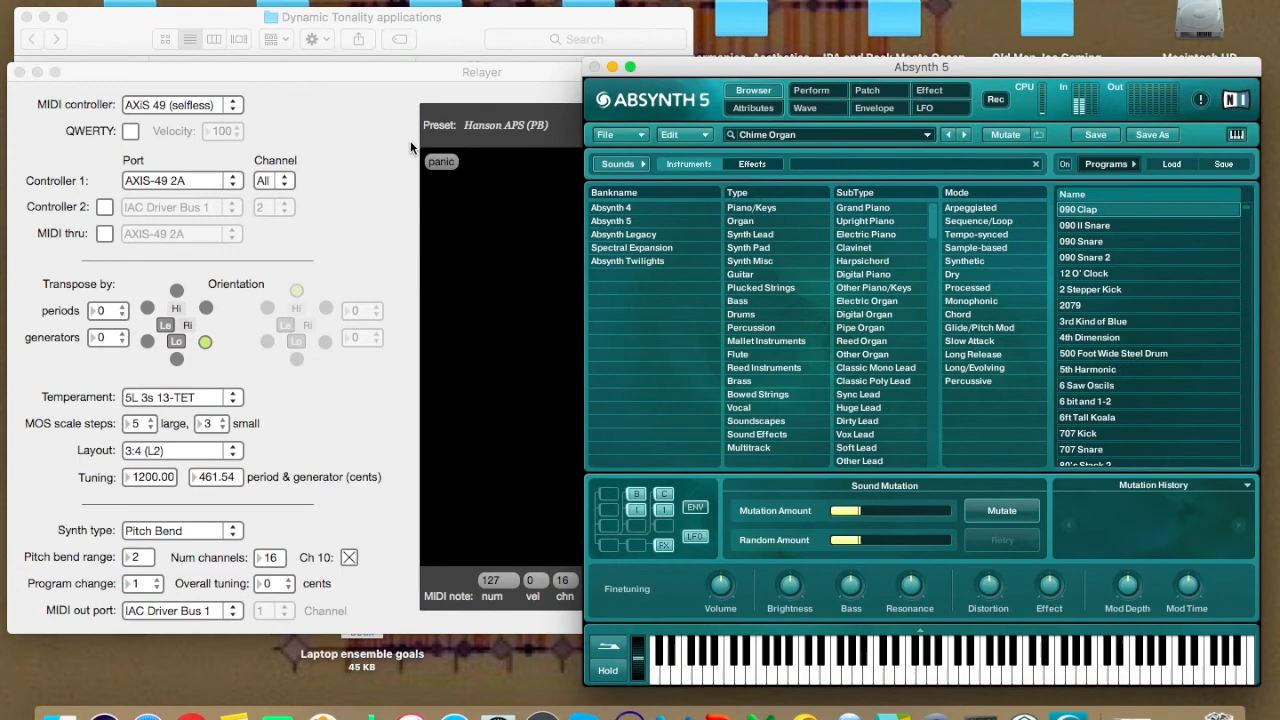 Dynamic Tonality applications
Search
Relayer
MIDI controller: AXiS 49 (selfless)
QWERTY: Velocity: 100
Port Channel
Controller 1: AXIS-49 2A All
Controller 2: IAC Driver Bus 1 2
MIDI thru: AXIS-49 2A
Transpose by: Orientation
periods 0 Hi Le Ri Lo Hi Le Ri Lo 0
generators 0 0
Temperament: 5L 3s 13-TET
MOS scale steps: 5 large, 3 small
Layout: 3:4 (L2)
Tuning: 1200.00 461.54 period & generator (cents)
Synth type: Pitch Bend
Pitch bend range: 2 Num channels: 16 Ch 10:
Program change: 1 Overall tuning: 0 cents
MIDI out port: IAC Driver Bus 1 1 Channel
Preset: Hanson APS (PB)
panic
127 0 16
MIDI note: num vel chn
Laptop ensemble goals
45 KB
Macintosh HD
Absynth 5
ABSYNTH 5
Browser Perform Patch Effect
Attributes Wave Envelope LFO
Rec
CPU In Out
! NI
File Edit Chime Organ Mutate Save Save As
Sounds Instruments Effects On Programs Load Save
Bankname
Absynth 4
Absynth 5
Absynth Legacy
Spectral Expansion
Absynth Twilights
Type
Piano/Keys
Organ
Synth Lead
Synth Pad
Synth Misc
Guitar
Plucked Strings
Bass
Drums
Percussion
Mallet Instruments
Flute
Reed Instruments
Brass
Bowed Strings
Vocal
Soundscapes
Sound Effects
Multitrack
SubType
Grand Piano
Upright Piano
Electric Piano
Clavinet
Harpsichord
Digital Piano
Other Piano/Keys
Electric Organ
Digital Organ
Pipe Organ
Reed Organ
Other Organ
Classic Mono Lead
Classic Poly Lead
Sync Lead
Huge Lead
Dirty Lead
Vox Lead
Soft Lead
Other Lead
Mode
Arpeggiated
Sequence/Loop
Tempo-synced
Sample-based
Synthetic
Dry
Processed
Monophonic
Chord
Glide/Pitch Mod
Slow Attack
Long Release
Long/Evolving
Percussive
Name
090 Clap
090 II Snare
090 Snare
090 Snare 2
12 O' Clock
2 Stepper Kick
2079
3rd Kind of Blue
4th Dimension
500 Foot Wide Steel Drum
5th Harmonic
6 Saw Oscils
6 bit and 1-2
6ft Tall Koala
707 Kick
707 Snare
80's Stack 2
B C
1 1
FX
ENV
LFO
Sound Mutation
Mutation Amount Mutate
Random Amount Retry
Mutation History
Finetuning
Volume Brightness Bass Resonance Distortion Effect Mod Depth Mod Time
Hold